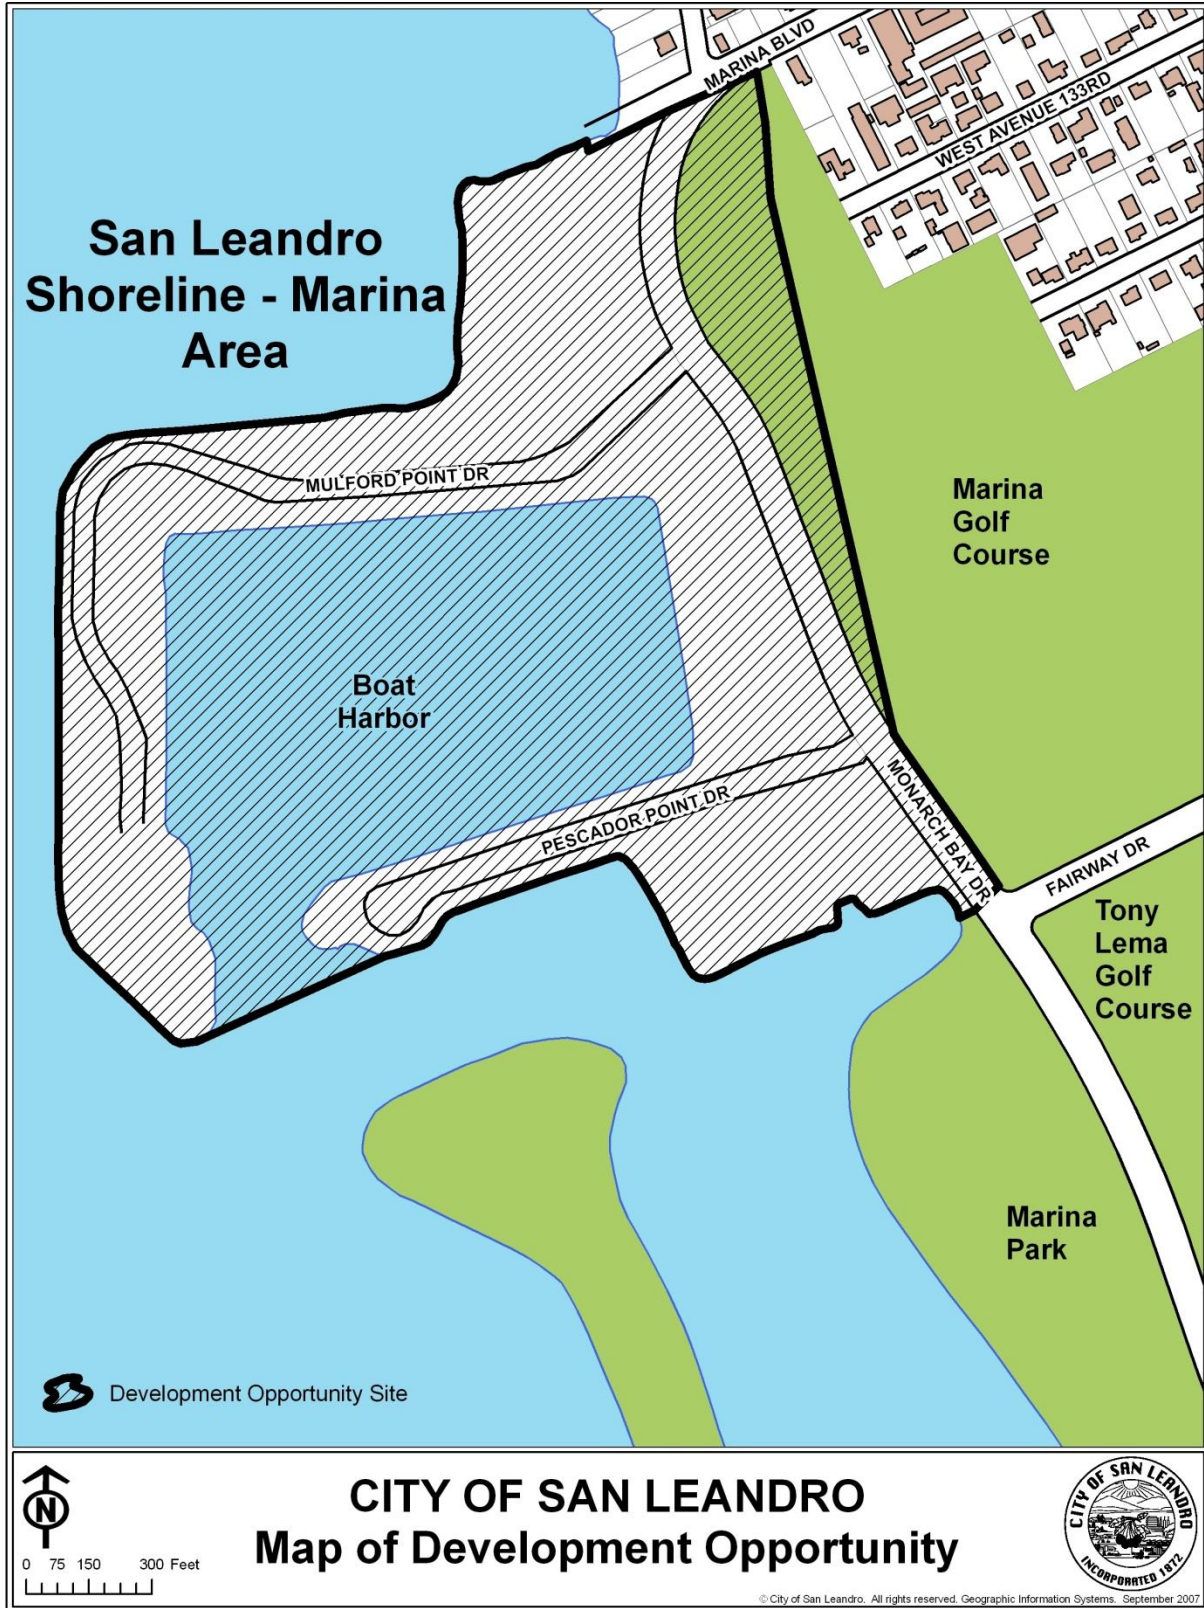 MARINA BLVD
WEST AVENUE 133RD
San Leandro
Shoreline - Marina
Area
MULFORD POINT DR
Marina
Golf
Course
Boat
Harbor
PESCADOR POINT DR
MONARCH BAY DR
FAIRWAY DR
Tony
Lema
Golf
Course
Marina
Park
Development Opportunity Site
N
0 75 150 300 Feet
CITY OF SAN LEANDRO
Map of Development Opportunity
CITY OF SAN LEANDRO
INCORPORATED 1872
© City of San Leandro. All rights reserved. Geographic Information Systems. September 2007